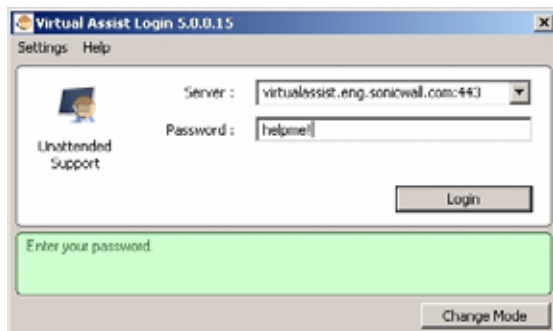 Virtual Assist Login 5.0.0.15
Settings Help
Server : virtualassist.eng.sonicwall.com:443
Password : helpme!
Unattended
Support
Login
Enter your password.
Change Mode